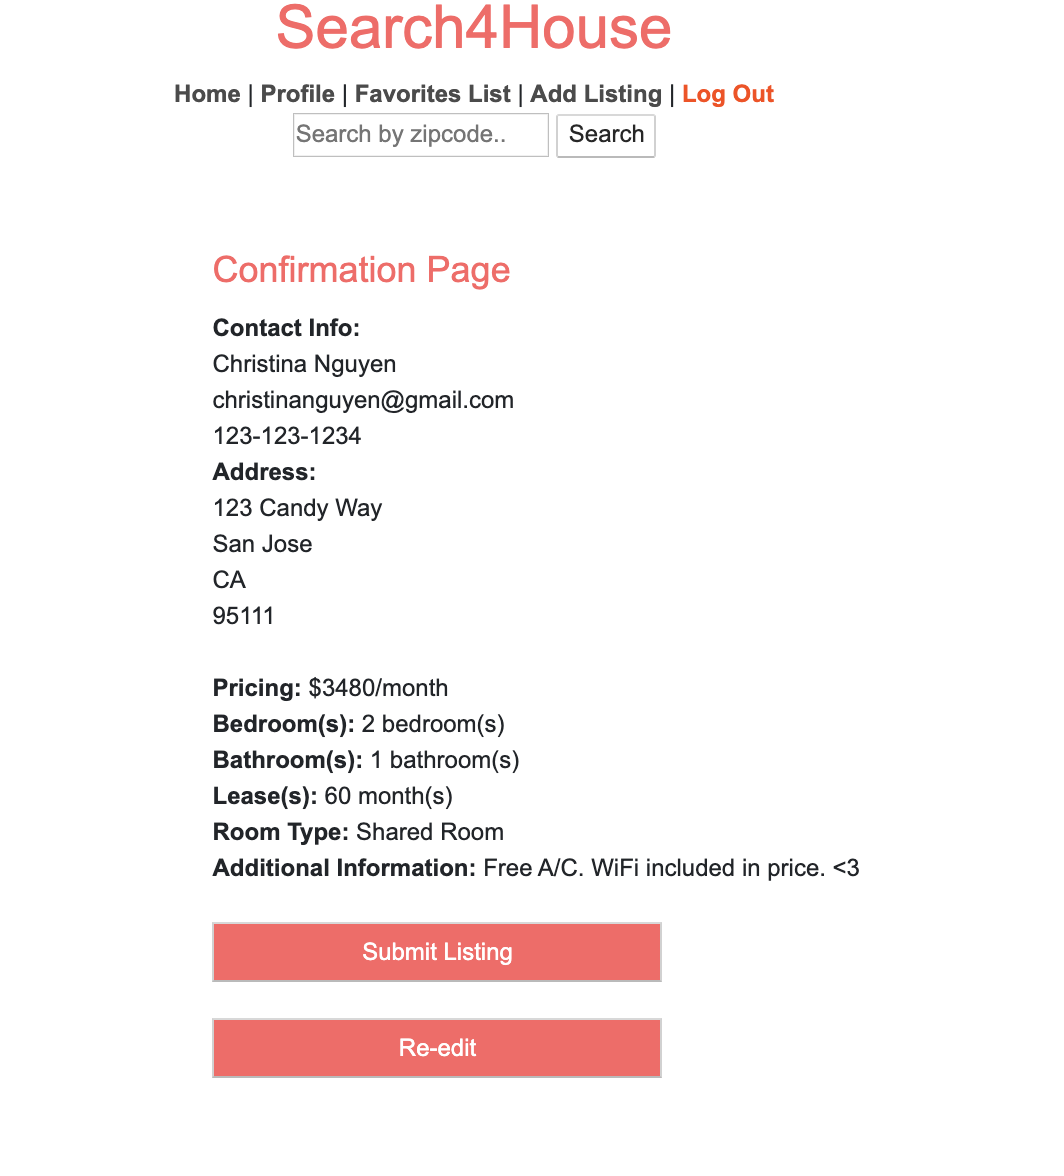 Search4House
Home | Profile | Favorites List | Add Listing | Log Out
Search by zipcode.. Search
Confirmation Page
Contact Info:
Christina Nguyen
christinanguyen@gmail.com
123-123-1234
Address:
123 Candy Way
San Jose
CA
95111
Pricing: $3480/month
Bedroom(s): 2 bedroom(s)
Bathroom(s): 1 bathroom(s)
Lease(s): 60 month(s)
Room Type: Shared Room
Additional Information: Free A/C. WiFi included in price. <3
Submit Listing
Re-edit